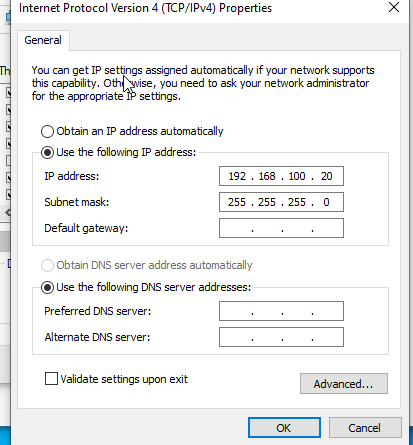 Internet Protocol Version 4 (TCP/IPv4) Properties
General
You can get IP settings assigned automatically if your network supports
this capability. Otherwise, you need to ask your network administrator
for the appropriate IP settings.
Obtain an IP address automatically
Use the following IP address:
IP address: 192 . 168 . 100 . 20
Subnet mask: 255 . 255 . 255 . 0
Default gateway: . . .
Obtain DNS server address automatically
Use the following DNS server addresses:
Preferred DNS server: . . .
Alternate DNS server: . . .
Validate settings upon exit
Advanced...
OK Cancel